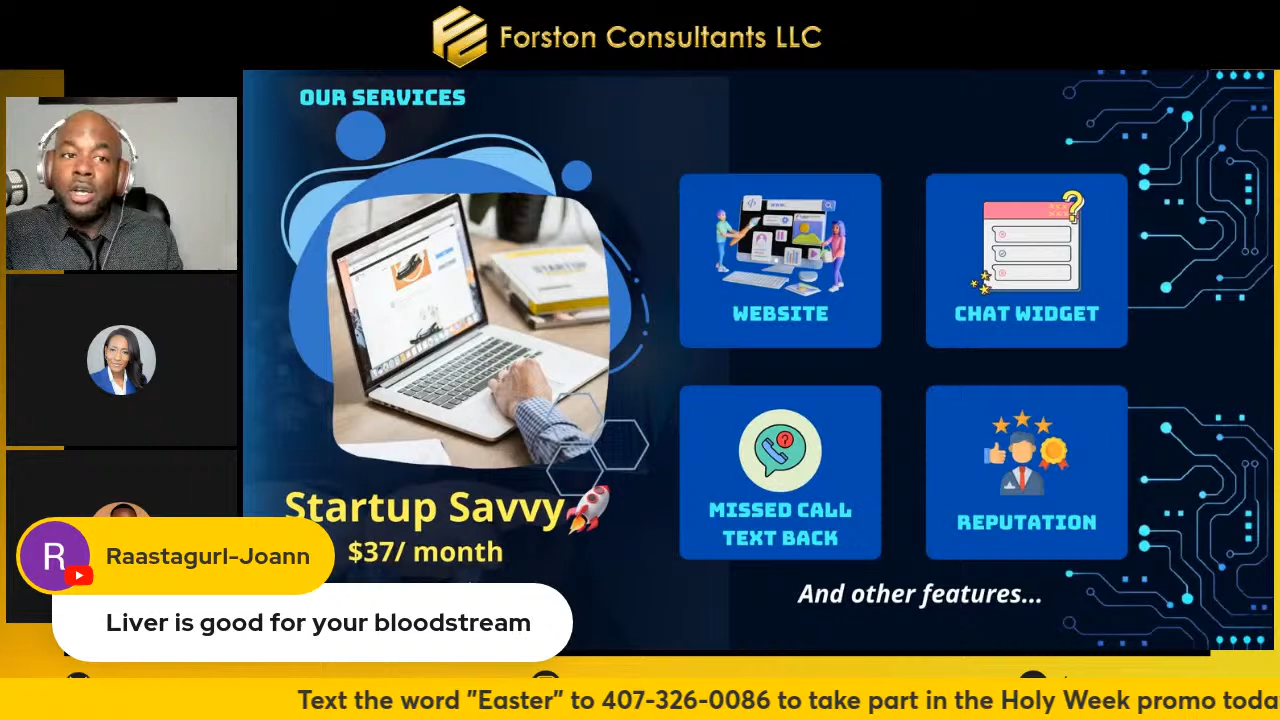 Forston Consultants LLC
OUR SERVICES
WEBSITE
CHAT WIDGET
STARTUP
Startup Savvy
$37/ month
MISSED CALL
TEXT BACK
REPUTATION
And other features...
R
Raastagurl-Joann
Liver is good for your bloodstream
Text the word "Easter" to 407-326-0086 to take part in the Holy Week promo toda